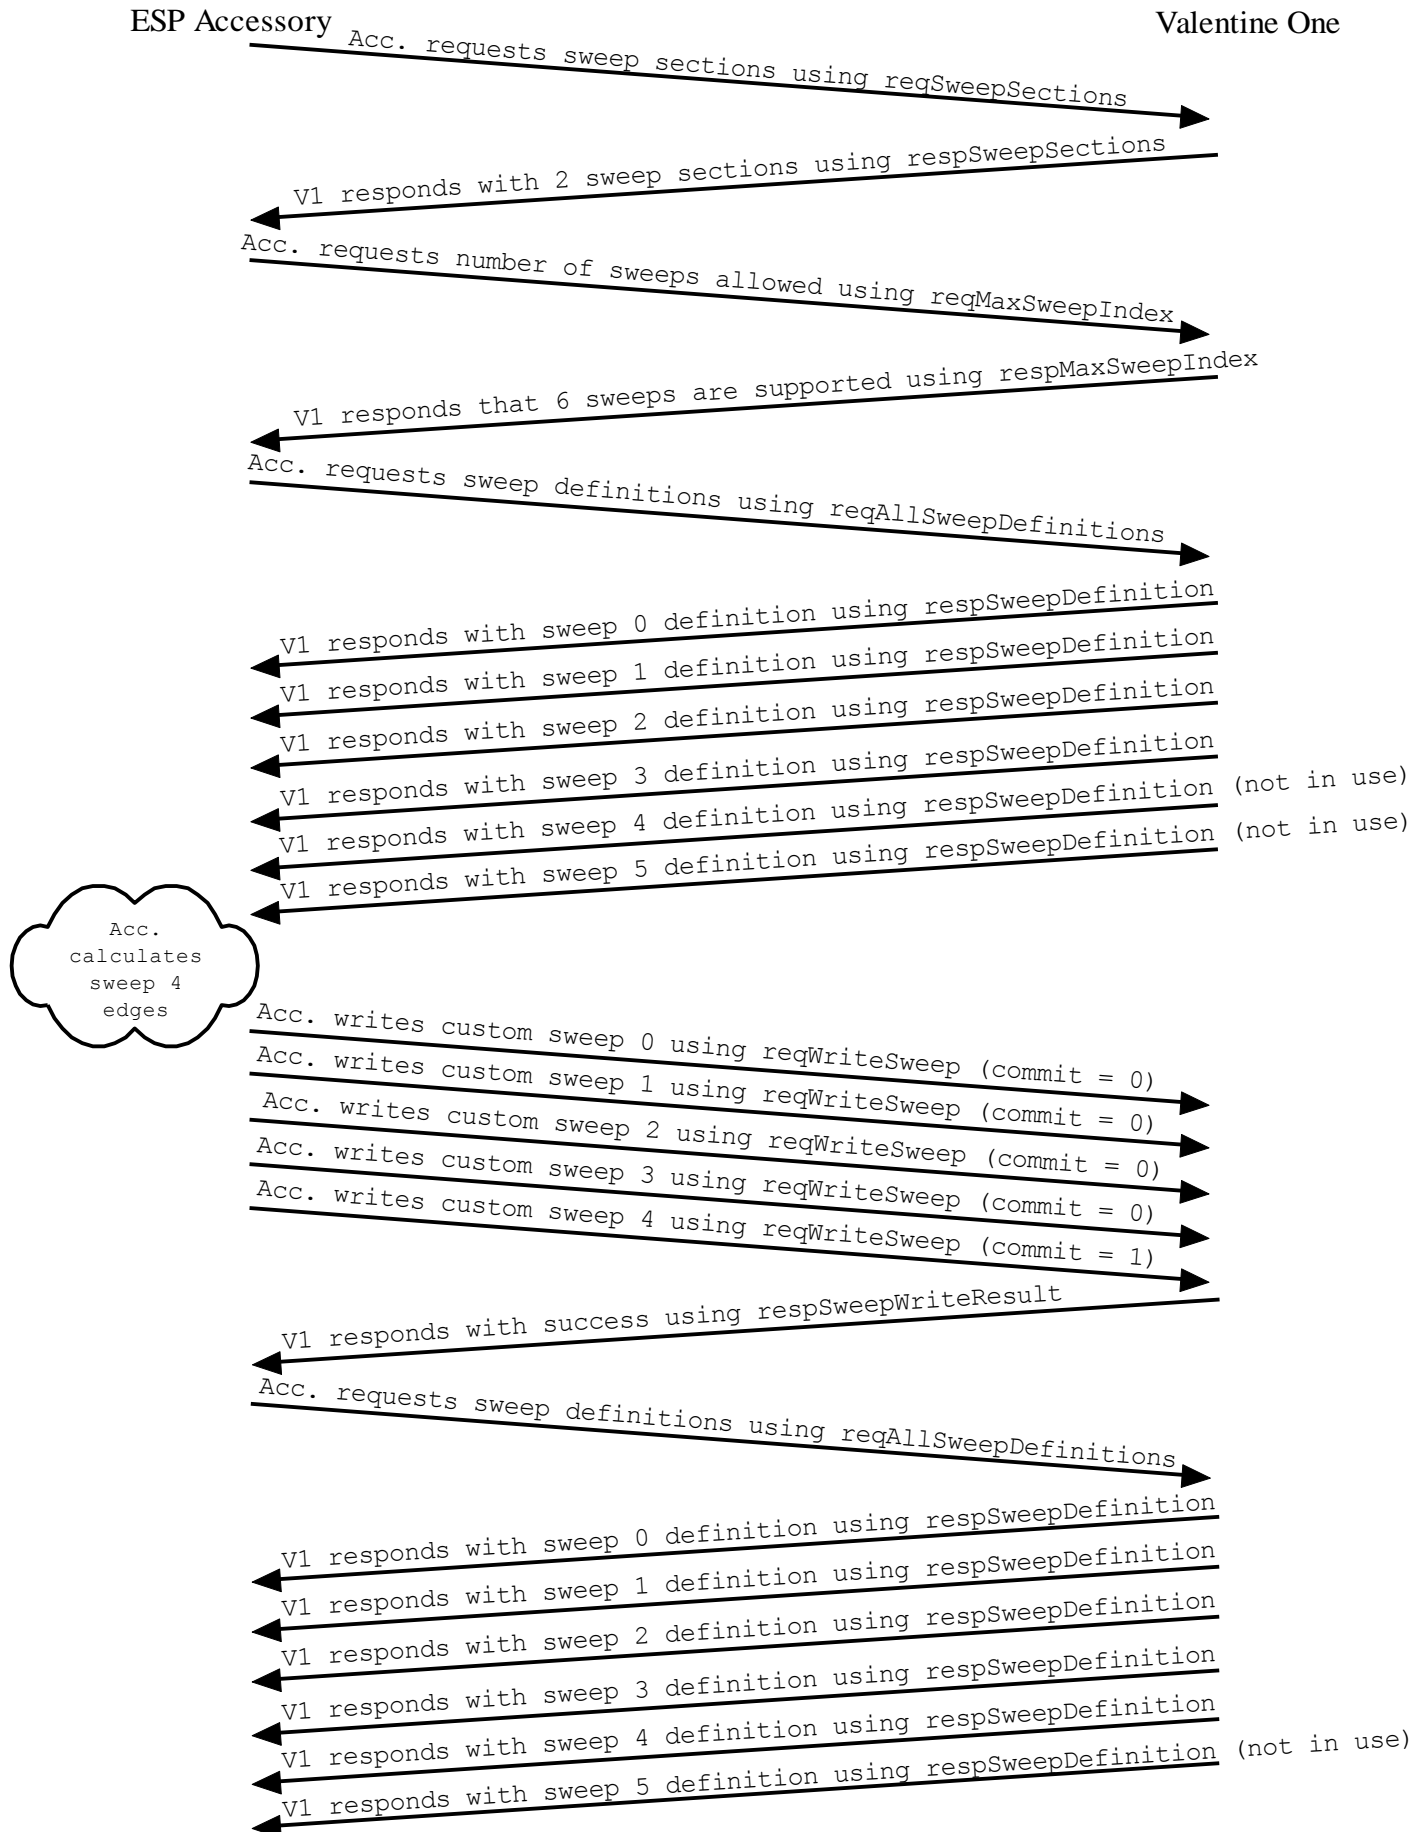 ESP Accessory
Valentine One
Acc. requests sweep sections using reqSweepSections
V1 responds with 2 sweep sections using respSweepSections
Acc. requests number of sweeps allowed using reqMaxSweepIndex
V1 responds that 6 sweeps are supported using respMaxSweepIndex
Acc. requests sweep definitions using reqAllSweepDefinitions
V1 responds with sweep 0 definition using respSweepDefinition
V1 responds with sweep 1 definition using respSweepDefinition
V1 responds with sweep 2 definition using respSweepDefinition
V1 responds with sweep 3 definition using respSweepDefinition
V1 responds with sweep 4 definition using respSweepDefinition (not in use)
V1 responds with sweep 5 definition using respSweepDefinition (not in use)
Acc.
calculates
sweep 4
edges
Acc. writes custom sweep 0 using reqWriteSweep (commit = 0)
Acc. writes custom sweep 1 using reqWriteSweep (commit = 0)
Acc. writes custom sweep 2 using reqWriteSweep (commit = 0)
Acc. writes custom sweep 3 using reqWriteSweep (commit = 0)
Acc. writes custom sweep 4 using reqWriteSweep (commit = 1)
V1 responds with success using respSweepWriteResult
Acc. requests sweep definitions using reqAllSweepDefinitions
V1 responds with sweep 0 definition using respSweepDefinition
V1 responds with sweep 1 definition using respSweepDefinition
V1 responds with sweep 2 definition using respSweepDefinition
V1 responds with sweep 3 definition using respSweepDefinition
V1 responds with sweep 4 definition using respSweepDefinition
V1 responds with sweep 5 definition using respSweepDefinition (not in use)